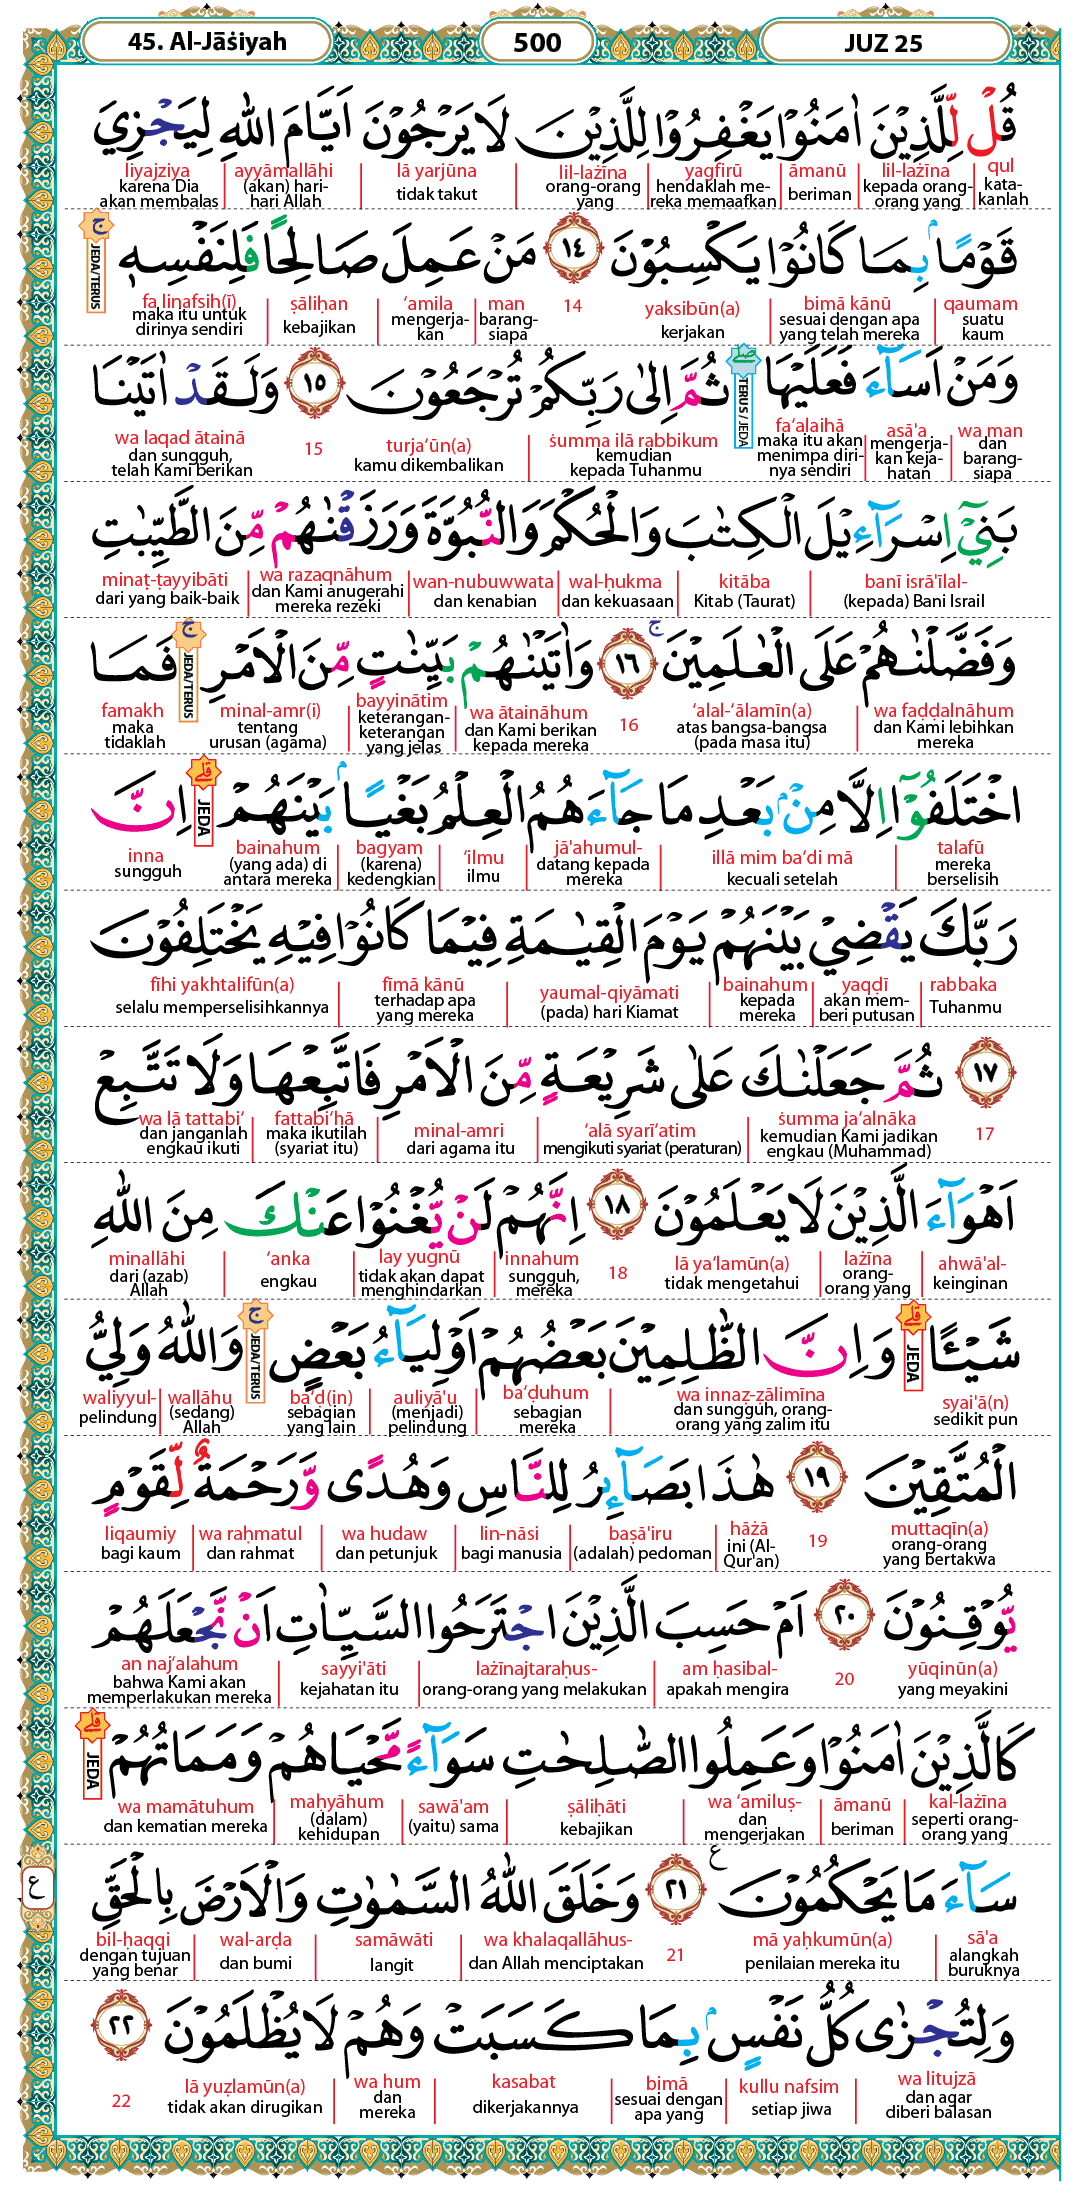 45. Al-Jāṡiyah 500 JUZ 25
قُلْ لِّلَّذِيْنَ اٰمَنُوْا يَغْفِرُوْا لِلَّذِيْنَ لَا يَرْجُوْنَ اَيَّامَ اللّٰهِ لِيَجْزِيَ
qul lil-lażīna āmanū yagfirū lil-lażīna lā yarjūna ayyāmallāhi liyajziya
kata-kanlah kepada orang-orang yang beriman hendaklah me-reka memaafkan orang-orang yang tidak takut (akan) hari-hari Allah karena Dia akan membalas
قَوْمًاۢ بِمَا كَانُوْا يَكْسِبُوْنَ ١٤ مَنْ عَمِلَ صَالِحًا فَلِنَفْسِهٖۚ JEDA/TERUS
qaumam bimā kānū yaksibūn(a) 14 man ‘amila ṣāliḥan fa linafsih(ī)
suatu kaum sesuai dengan apa yang telah mereka kerjakan barang-siapa mengerja-kan kebajikan maka itu untuk dirinya sendiri
وَمَنْ اَسَاۤءَ فَعَلَيْهَاۖ TERUS / JEDA ثُمَّ اِلٰى رَبِّكُمْ تُرْجَعُوْنَ ١٥ وَلَقَدْ اٰتَيْنَا
wa man asā'a fa‘alaihā ṡumma ilā rabbikum turja‘ūn(a) 15 wa laqad ātainā
dan barang-siapa mengerja-kan keja-hatan maka itu akan menimpa diri-nya sendiri kemudian kepada Tuhanmu kamu dikembalikan dan sungguh, telah Kami berikan
بَنِيْٓ اِسْرَاۤءِيْلَ الْكِتٰبَ وَالْحُكْمَ وَالنُّبُوَّةَ وَرَزَقْنٰهُمْ مِّنَ الطَّيِّبٰتِ
banī isrā'īlal- kitāba wal-ḥukma wan-nubuwwata wa razaqnāhum minaṭ-ṭayyibāti
(kepada) Bani Israil Kitab (Taurat) dan kekuasaan dan kenabian dan Kami anugerahi mereka rezeki dari yang baik-baik
وَفَضَّلْنٰهُمْ عَلَى الْعٰلَمِيْنَۚ ١٦ وَاٰتَيْنٰهُمْ بَيِّنٰتٍ مِّنَ الْاَمْرِۚ JEDA/TERUS فَمَا
wa faḍḍalnāhum ‘alal-‘ālamīn(a) 16 wa ātaināhum bayyinātim minal-amr(i) famakh
dan Kami lebihkan mereka atas bangsa-bangsa (pada masa itu) dan Kami berikan kepada mereka keterangan-keterangan yang jelas tentang urusan (agama) maka tidaklah
اخْتَلَفُوْٓا اِلَّا مِنْۢ بَعْدِ مَا جَاۤءَهُمُ الْعِلْمُ بَغْيًاۢ بَيْنَهُمْۗ JEDA اِنَّ
talafū illā mim ba‘di mā jā'ahumul- ‘ilmu bagyam bainahum inna
mereka berselisih kecuali setelah datang kepada mereka ilmu (karena) kedengkian (yang ada) di antara mereka sungguh
رَبَّكَ يَقْضِيْ بَيْنَهُمْ يَوْمَ الْقِيٰمَةِ فِيْمَا كَانُوْا فِيْهِ يَخْتَلِفُوْنَ
rabbaka yaqḍī bainahum yaumal-qiyāmati fīmā kānū fīhi yakhtalifūn(a)
Tuhanmu akan mem-beri putusan kepada mereka (pada) hari Kiamat terhadap apa yang mereka selalu memperselisihkannya
١٧ ثُمَّ جَعَلْنٰكَ عَلٰى شَرِيْعَةٍ مِّنَ الْاَمْرِ فَاتَّبِعْهَا وَلَا تَتَّبِعْ
17 ṡumma ja‘alnāka ‘alā syarī‘atim minal-amri fattabi‘hā wa lā tattabi‘
kemudian Kami jadikan engkau (Muhammad) mengikuti syariat (peraturan) dari agama itu maka ikutilah (syariat itu) dan janganlah engkau ikuti
اَهْوَاۤءَ الَّذِيْنَ لَا يَعْلَمُوْنَ ١٨ اِنَّهُمْ لَنْ يُّغْنُوْا عَنْكَ مِنَ اللّٰهِ
ahwā'al- lażīna lā ya‘lamūn(a) 18 innahum lay yugnū ‘anka minallāhi
keinginan orang-orang yang tidak mengetahui sungguh, mereka tidak akan dapat menghindarkan engkau dari (azab) Allah
شَيْـًٔاۗ JEDA وَاِنَّ الظّٰلِمِيْنَ بَعْضُهُمْ اَوْلِيَاۤءُ بَعْضٍۚ JEDA/TERUS وَاللّٰهُ وَلِيُّ
syai'ā(n) wa innaẓ-ẓālimīna ba‘ḍuhum auliyā'u ba‘ḍ(in) wallāhu waliyyul-
sedikit pun dan sungguh, orang-orang yang zalim itu sebagian mereka (menjadi) pelindung sebagian yang lain (sedang) Allah pelindung
الْمُتَّقِيْنَ ١٩ هٰذَا بَصَاۤىِٕرُ لِلنَّاسِ وَهُدًى وَّرَحْمَةٌ لِّقَوْمٍ
muttaqīn(a) 19 hāżā baṣā'iru lin-nāsi wa hudaw wa raḥmatul liqaumiy
orang-orang yang bertakwa ini (Al-Qur'an) (adalah) pedoman bagi manusia dan petunjuk dan rahmat bagi kaum
يُّوْقِنُوْنَ ٢٠ اَمْ حَسِبَ الَّذِيْنَ اجْتَرَحُوا السَّيِّاٰتِ اَنْ نَّجْعَلَهُمْ
yūqinūn(a) 20 am ḥasibal- lażīnajtaraḥus- sayyi'āti an naj‘alahum
yang meyakini apakah mengira orang-orang yang melakukan kejahatan itu bahwa Kami akan memperlakukan mereka
كَالَّذِيْنَ اٰمَنُوْا وَعَمِلُوا الصّٰلِحٰتِ سَوَاۤءً مَّحْيَاهُمْ وَمَمَاتُهُمْۗ JEDA
kal-lażīna āmanū wa ‘amiluṣ- ṣāliḥāti sawā'am maḥyāhum wa mamātuhum
seperti orang-orang yang beriman dan mengerjakan kebajikan (yaitu) sama (dalam) kehidupan dan kematian mereka
سَاۤءَ مَا يَحْكُمُوْنَ ࣖ ٢١ وَخَلَقَ اللّٰهُ السَّمٰوٰتِ وَالْاَرْضَ بِالْحَقِّ ع
sā'a mā yaḥkumūn(a) 21 wa khalaqallāhus- samāwāti wal-arḍa bil-ḥaqqi
alangkah buruknya penilaian mereka itu dan Allah menciptakan langit dan bumi dengan tujuan yang benar
وَلِتُجْزٰى كُلُّ نَفْسٍۢ بِمَا كَسَبَتْ وَهُمْ لَا يُظْلَمُوْنَ ٢٢
wa litujzā kullu nafsim bimā kasabat wa hum lā yuẓlamūn(a) 22
dan agar diberi balasan setiap jiwa sesuai dengan apa yang dikerjakannya dan mereka tidak akan dirugikan